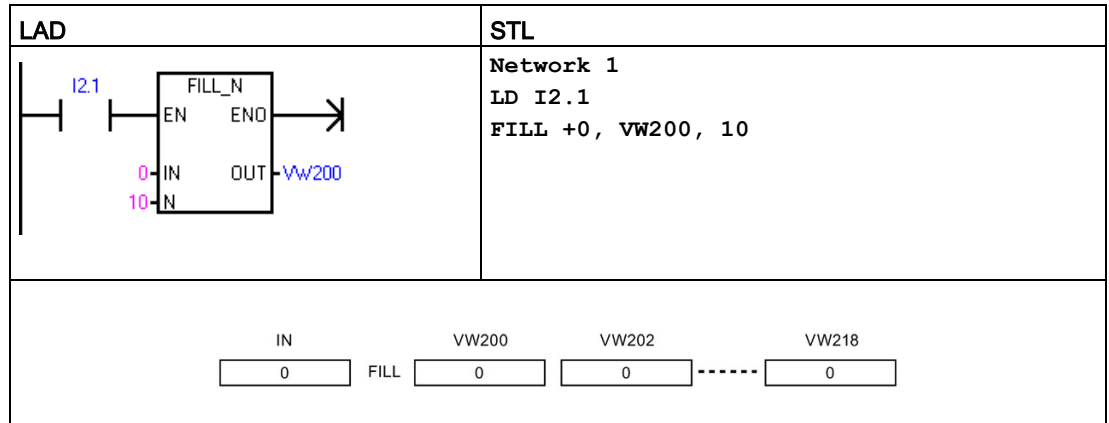 LAD
STL
I2.1
FILL_N
EN ENO
0 IN OUT VW200
10 N
Network 1
LD I2.1
FILL +0, VW200, 10
IN VW200 VW202 VW218
0 FILL 0 0 0